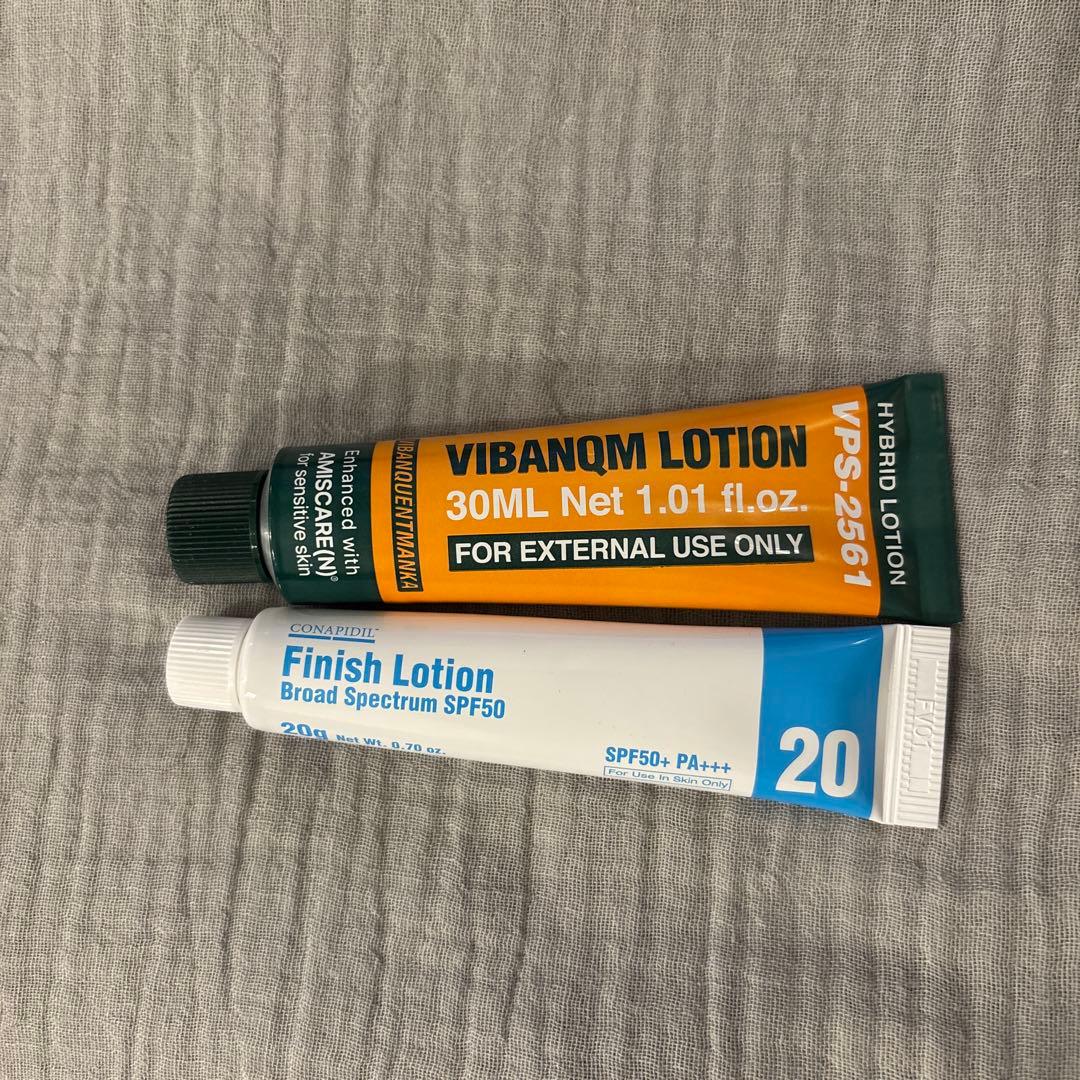 Enhanced with
AMISCARE(N)®
for sensitive skin
VIBANQM LOTION
30ML Net 1.01 fl.oz.
FOR EXTERNAL USE ONLY
VPS-2561
HYBRID LOTION
CONAPIDIL™
Finish Lotion
Broad Spectrum SPF50
20g Net Wt. 0.70 oz.
SPF50+ PA+++
For Use In Skin Only
20